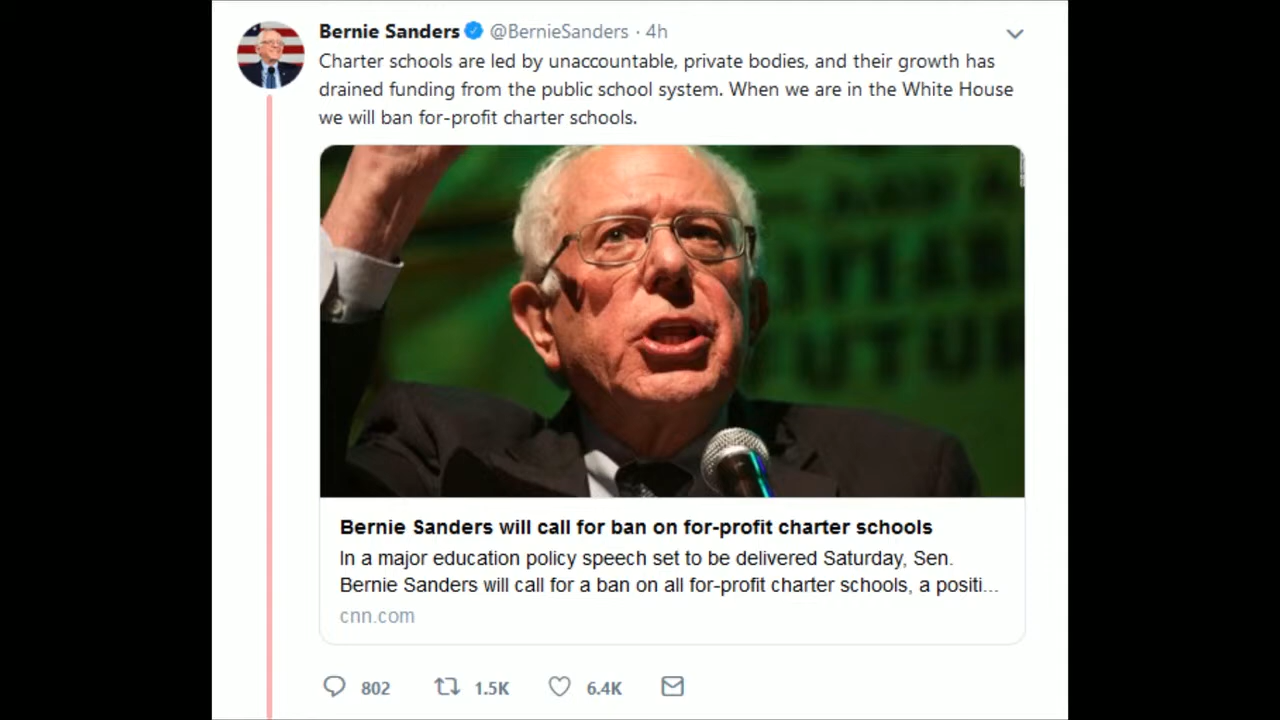 Bernie Sanders @BernieSanders · 4h
Charter schools are led by unaccountable, private bodies, and their growth has
drained funding from the public school system. When we are in the White House
we will ban for-profit charter schools.
Bernie Sanders will call for ban on for-profit charter schools
In a major education policy speech set to be delivered Saturday, Sen.
Bernie Sanders will call for a ban on all for-profit charter schools, a positi...
cnn.com
802 1.5K 6.4K